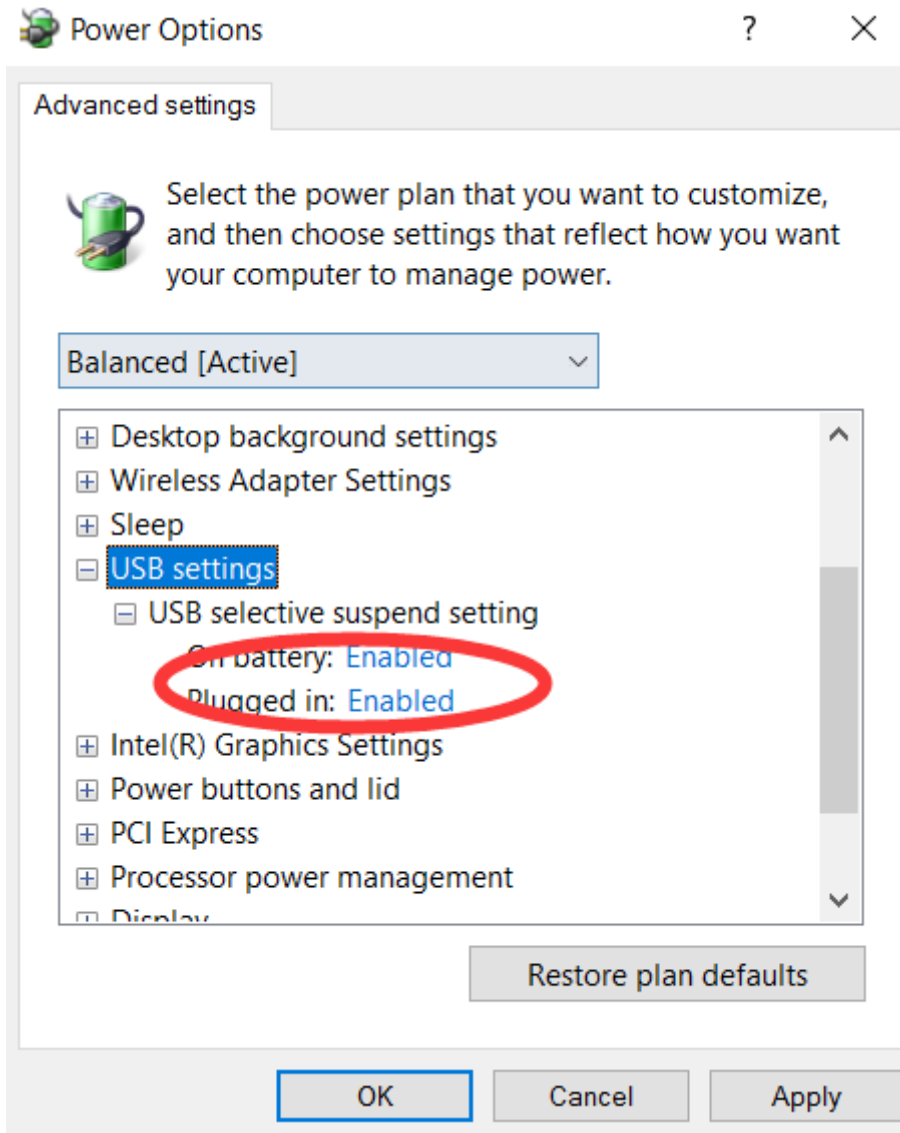 Power Options
?
Advanced settings
Select the power plan that you want to customize,
and then choose settings that reflect how you want
your computer to manage power.
Balanced [Active]
Desktop background settings
Wireless Adapter Settings
Sleep
USB settings
USB selective suspend setting
On battery: Enabled
Plugged in: Enabled
Intel(R) Graphics Settings
Power buttons and lid
PCI Express
Processor power management
Display
Restore plan defaults
OK
Cancel
Apply